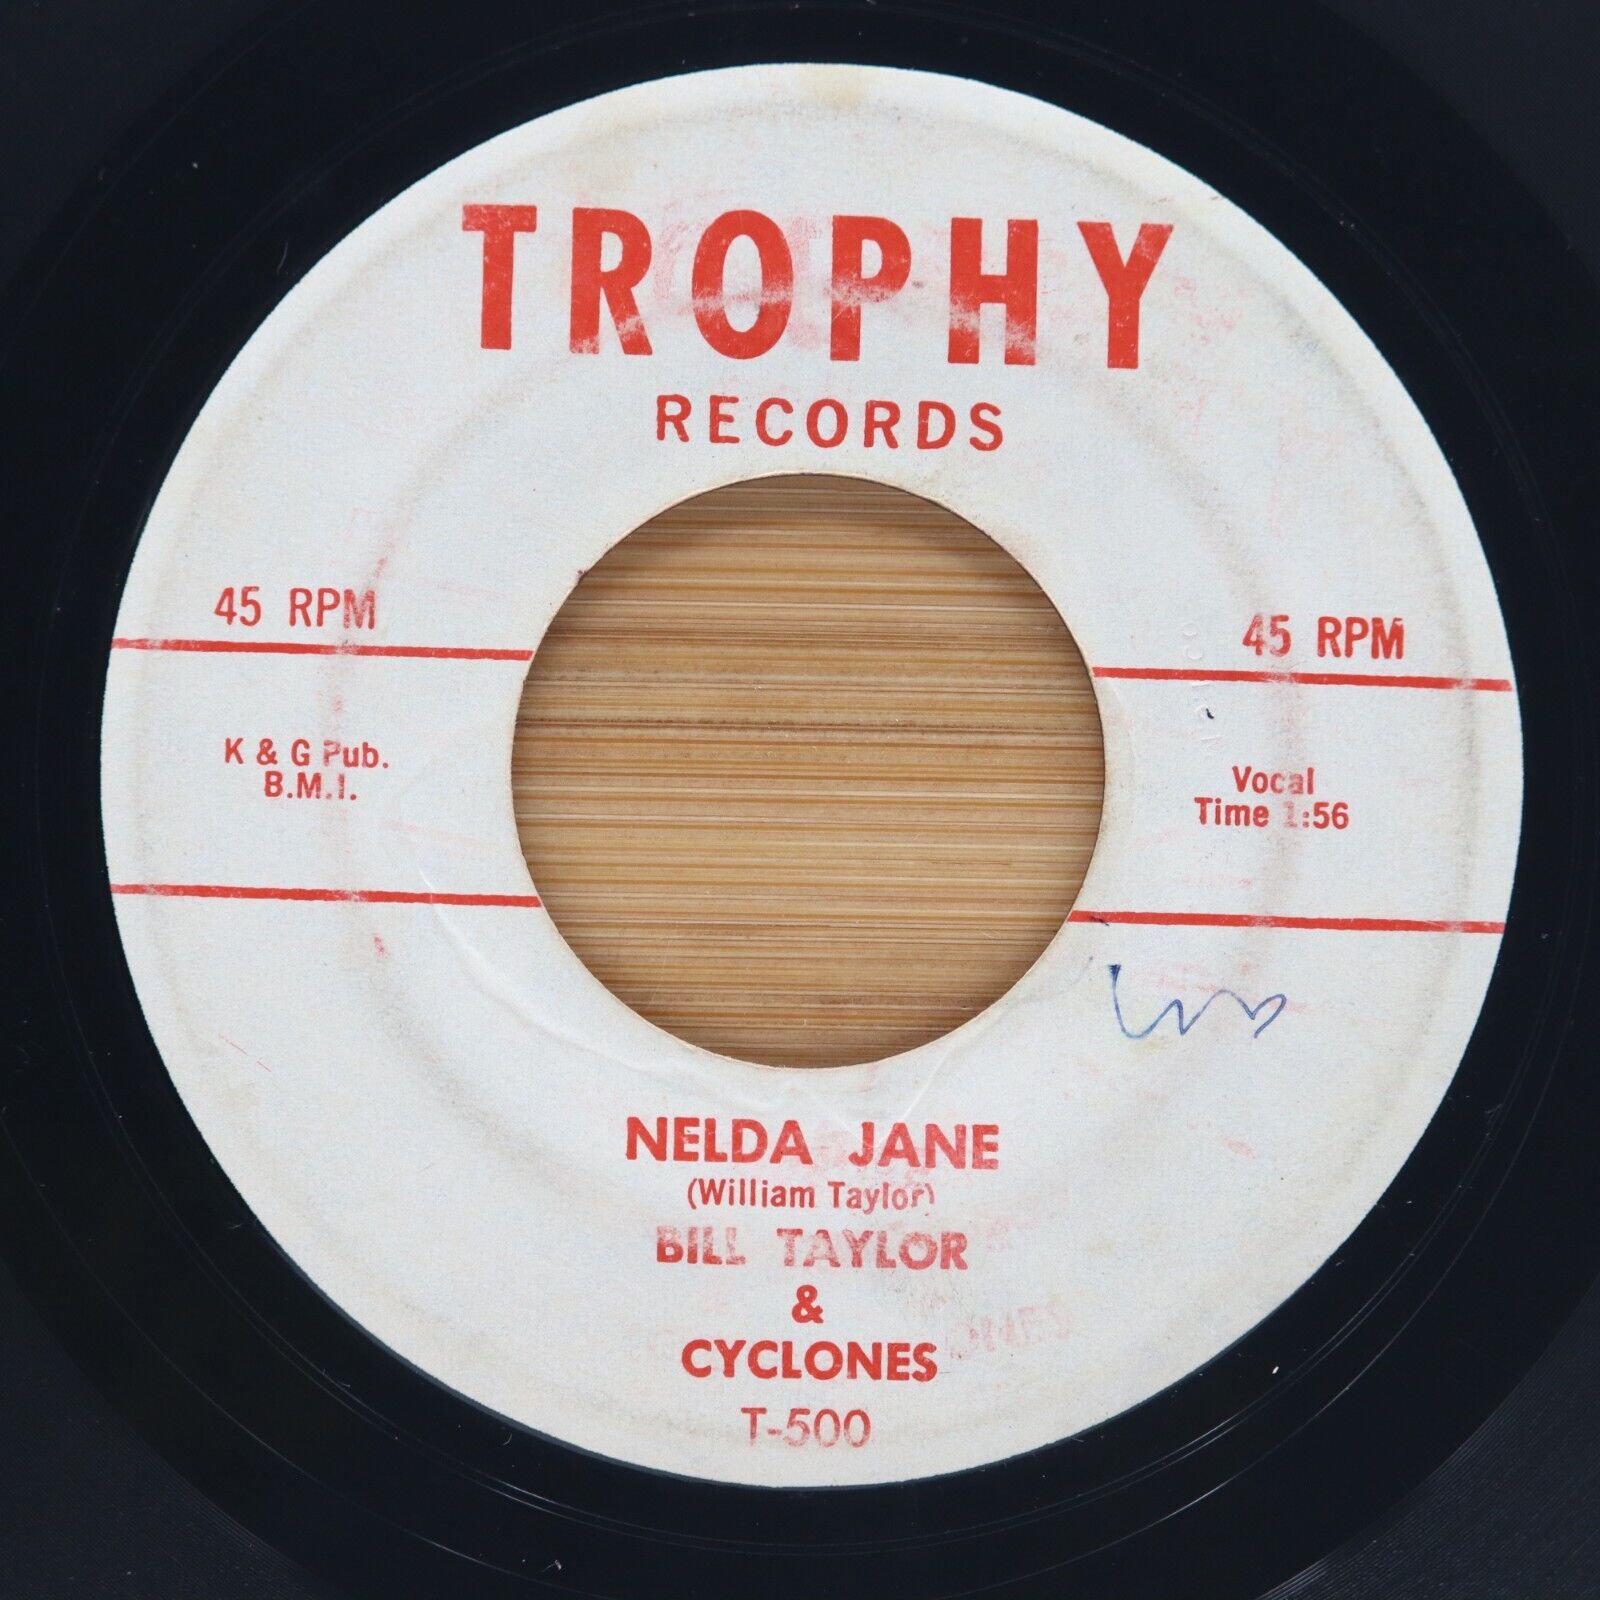 TROPHY
RECORDS
45 RPM
45 RPM
K & G Pub.
B.M.I.
Vocal
Time 1:56
NELDA JANE
(William Taylor)
BILL TAYLOR
&
CYCLONES
T-500